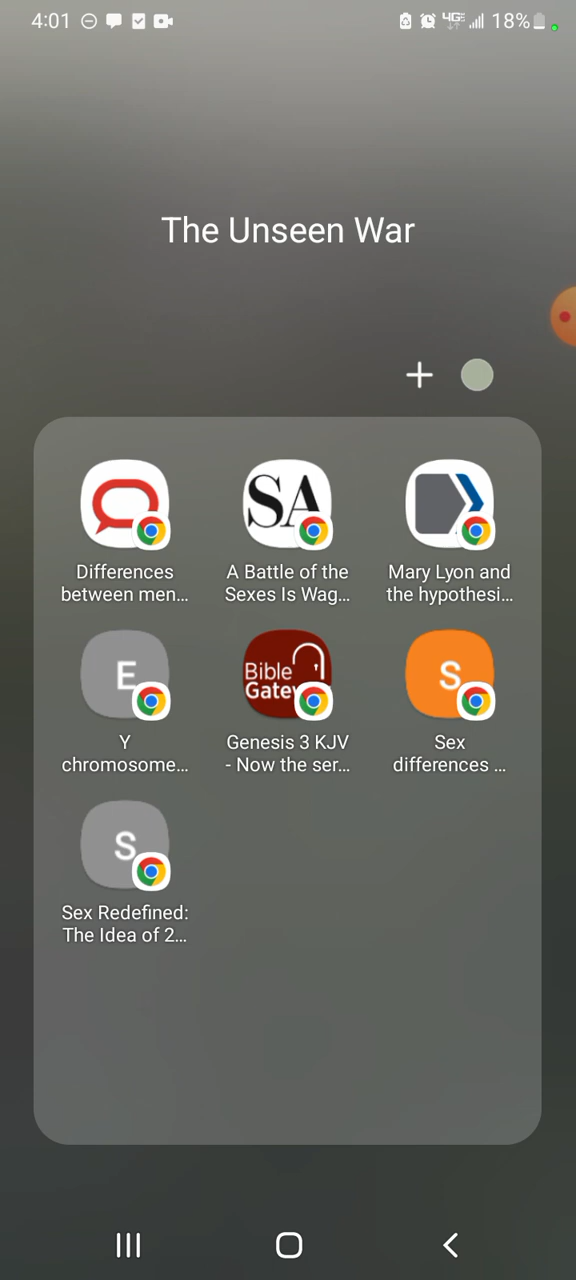 4:01
4GE 18%
The Unseen War
SA
Differences
between men...
A Battle of the
Sexes Is Wag...
Mary Lyon and
the hypothesi...
E
Bible
Gate
S
Y
chromosome...
Genesis 3 KJV
- Now the ser...
Sex
differences ...
S
Sex Redefined:
The Idea of 2...